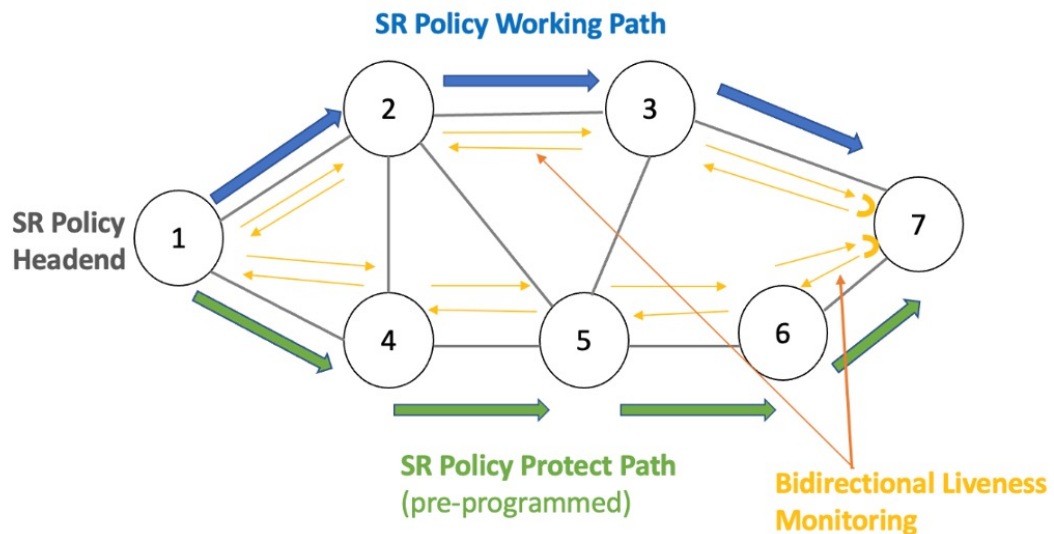 SR Policy Working Path
2
3
SR Policy
Headend
1
7
4
5
6
SR Policy Protect Path
(pre-programmed)
Bidirectional Liveness
Monitoring